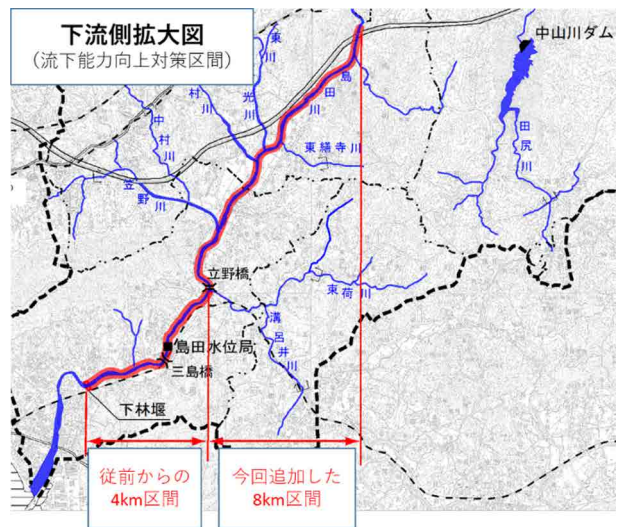 下流側拡大図
（流下能力向上対策区間）
中山川ダム
東川
村川
光川
島田川
中村川
笠野川
東繕寺川
田尻川
立野橋
東荷川
溝呂井川
島田水位局
三島橋
下林堰
従前からの
4km区間
今回追加した
8km区間